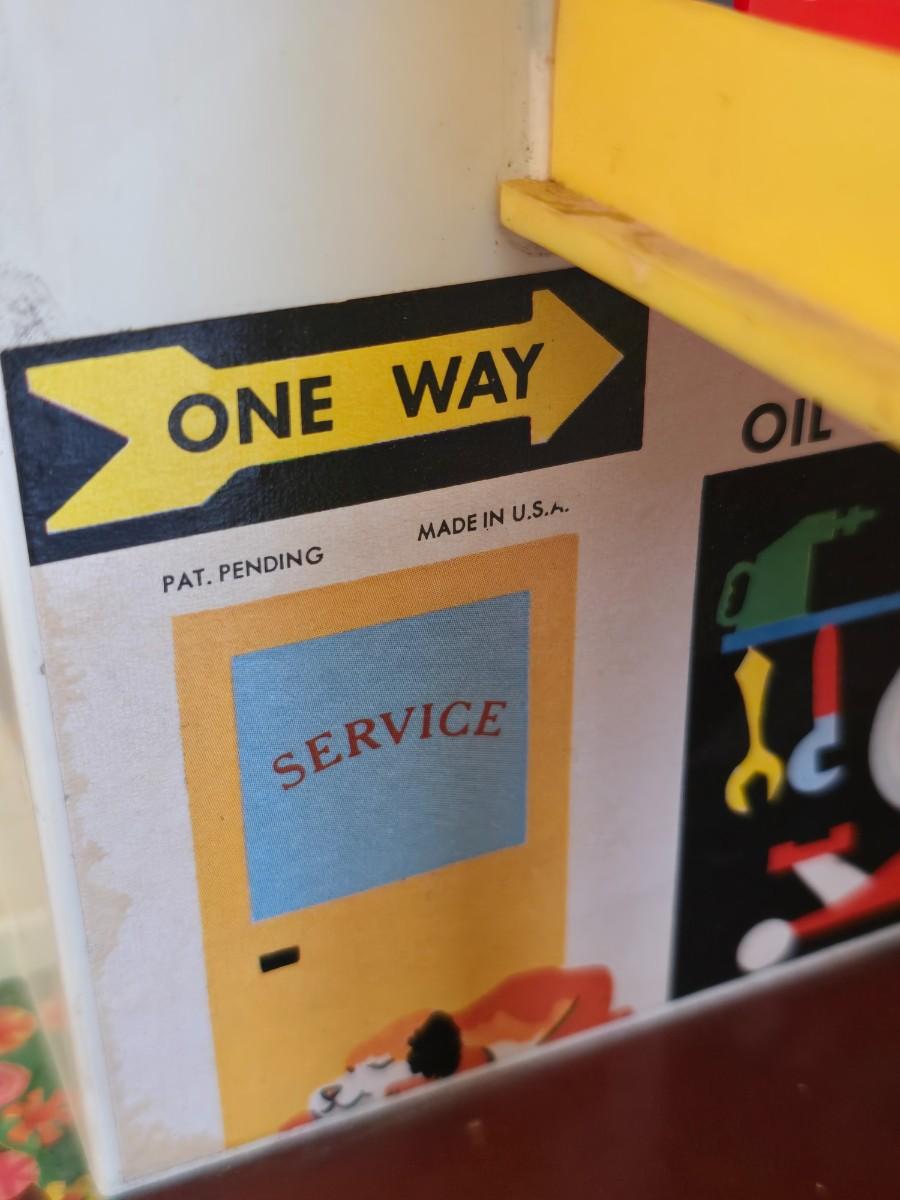 ONE WAY
PAT. PENDING MADE IN U.S.A.
OIL
SERVICE